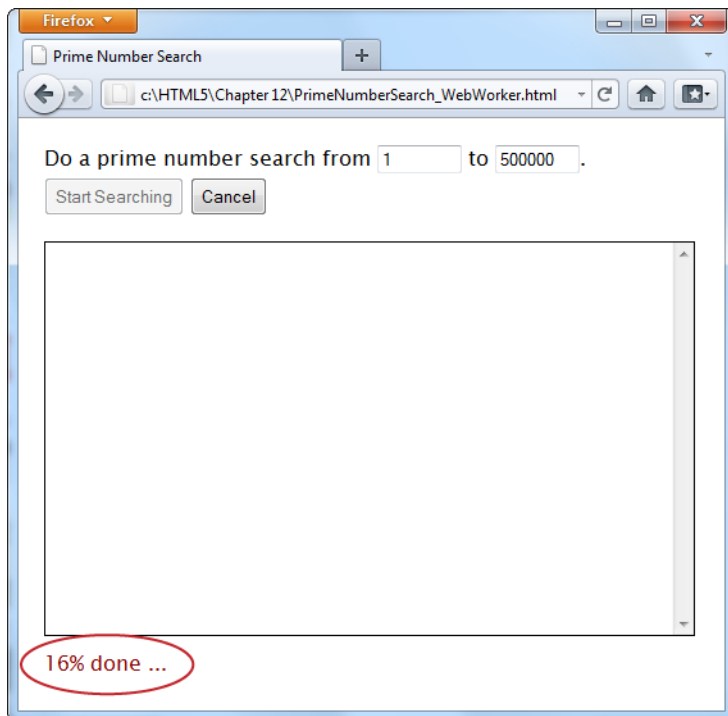 Firefox
Prime Number Search
c:\HTML5\Chapter 12\PrimeNumberSearch_WebWorker.html
Do a prime number search from 1 to 500000.
Start Searching Cancel
16% done ...